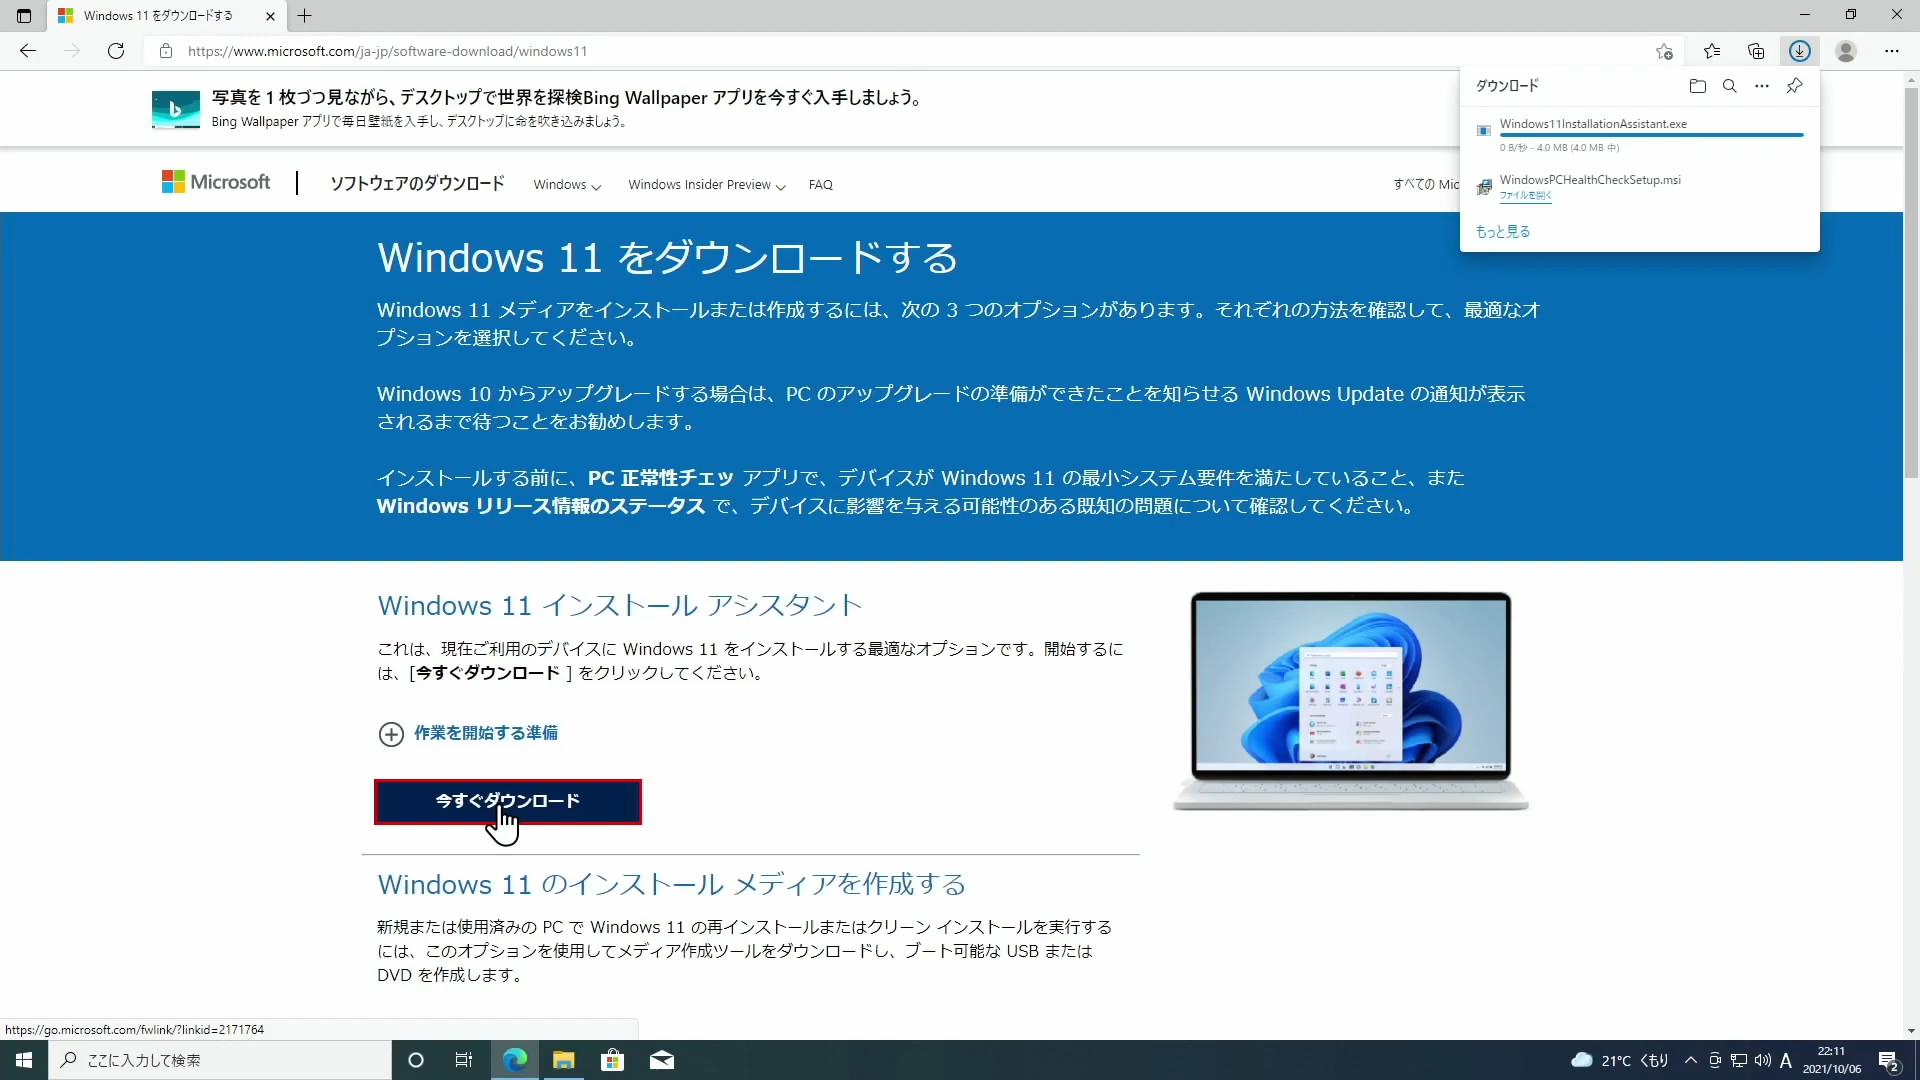 Windows 11 をダウンロードする
https://www.microsoft.com/ja-jp/software-download/windows11
写真を1枚づつ見ながら、デスクトップで世界を探検Bing Wallpaper アプリを今すぐ入手しましょう。
Bing Wallpaper アプリで毎日壁紙を入手し、デスクトップに命を吹き込みましょう。
ダウンロード
Windows11InstallationAssistant.exe
0 B/秒 - 4.0 MB (4.0 MB 中)
WindowsPCHealthCheckSetup.msi
ファイルを開く
もっと見る
Microsoft ソフトウェアのダウンロード Windows Windows Insider Preview FAQ すべての Mic
Windows 11 をダウンロードする
Windows 11 メディアをインストールまたは作成するには、次の 3 つのオプションがあります。それぞれの方法を確認して、最適なオ
プションを選択してください。
Windows 10 からアップグレードする場合は、PC のアップグレードの準備ができたことを知らせる Windows Update の通知が表示
されるまで待つことをお勧めします。
インストールする前に、PC 正常性チェッ アプリで、デバイスが Windows 11 の最小システム要件を満たしていること、また
Windows リリース情報のステータス で、デバイスに影響を与える可能性のある既知の問題について確認してください。
Windows 11 インストール アシスタント
これは、現在ご利用のデバイスに Windows 11 をインストールする最適なオプションです。開始するに
は、[今すぐダウンロード ] をクリックしてください。
作業を開始する準備
今すぐダウンロード
Windows 11 のインストール メディアを作成する
新規または使用済みの PC で Windows 11 の再インストールまたはクリーン インストールを実行する
には、このオプションを使用してメディア作成ツールをダウンロードし、ブート可能な USB または
DVD を作成します。
https://go.microsoft.com/fwlink/?linkid=2171764
ここに入力して検索
21°C くもり
A
22:11
2021/10/06
2